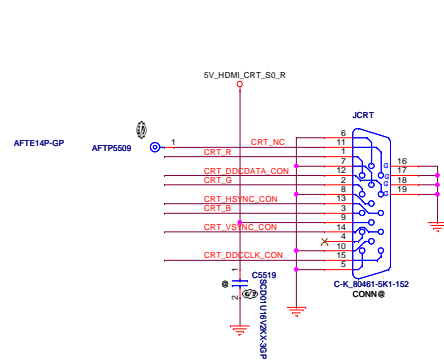 5V_HDMI_CRT_S0_R
JCRT
AFTE14P-GP
AFTP5509
1
CRT_NC
CRT_R
CRT_DDCDATA_CON
CRT_G
CRT_HSYNC_CON
CRT_B
CRT_VSYNC_CON
CRT_DDCCLK_CON
6
11
1
7
12
2
8
13
3
9
14
4
10
15
5
G
G
G
G
16
17
18
19
1
2
@
C5519
SCD01U16V2KX-3GP
C-K_80461-5K1-152
CONN@